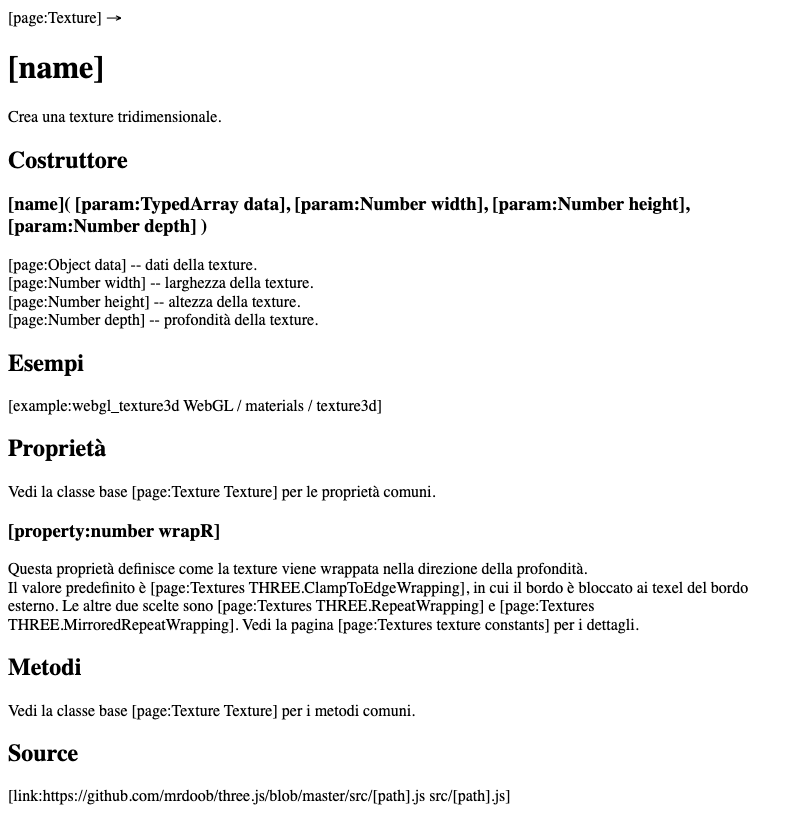 [page:Texture] →
[name]
Crea una texture tridimensionale.
Costruttore
[name]( [param:TypedArray data], [param:Number width], [param:Number height],
[param:Number depth] )
[page:Object data] -- dati della texture.
[page:Number width] -- larghezza della texture.
[page:Number height] -- altezza della texture.
[page:Number depth] -- profondità della texture.
Esempi
[example:webgl_texture3d WebGL / materials / texture3d]
Proprietà
Vedi la classe base [page:Texture Texture] per le proprietà comuni.
[property:number wrapR]
Questa proprietà definisce come la texture viene wrappata nella direzione della profondità.
Il valore predefinito è [page:Textures THREE.ClampToEdgeWrapping], in cui il bordo è bloccato ai texel del bordo
esterno. Le altre due scelte sono [page:Textures THREE.RepeatWrapping] e [page:Textures
THREE.MirroredRepeatWrapping]. Vedi la pagina [page:Textures texture constants] per i dettagli.
Metodi
Vedi la classe base [page:Texture Texture] per i metodi comuni.
Source
[link:https://github.com/mrdoob/three.js/blob/master/src/[path].js src/[path].js]